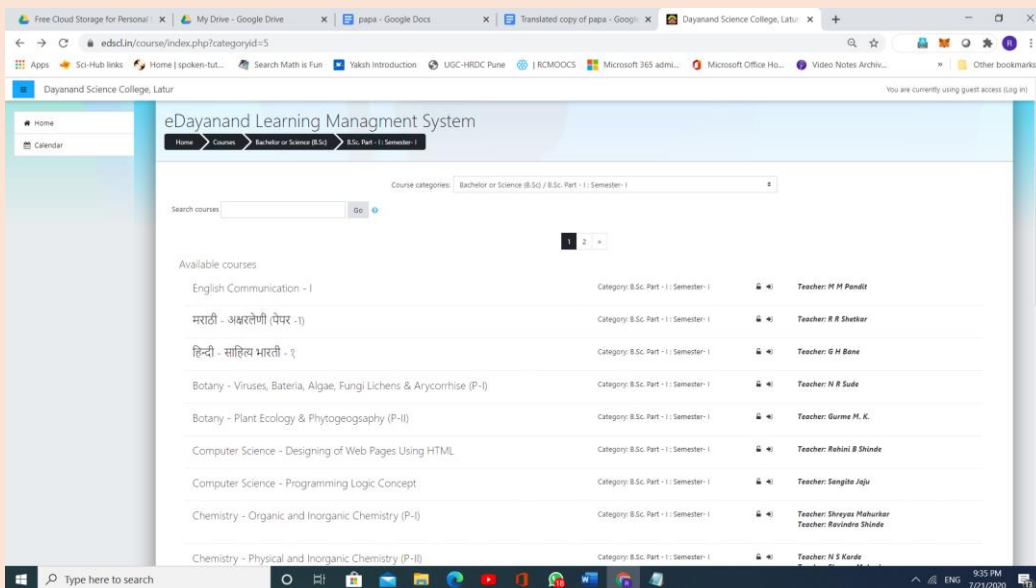 Free Cloud Storage for Personal
My Drive - Google Drive
papa - Google Docs
Translated copy of papa - Google
Dayanand Science College, Latu
edscl.in/course/index.php?categoryid=5
Apps Sci-Hub links Home | spoken-tut... Search Math is Fun Yaksh Introduction UGC-HRDC Pune | RCMOOCS Microsoft 365 admi... Microsoft Office Ho... Video Notes Archiv... » Other bookmarks
Dayanand Science College, Latur
You are currently using guest access (Log in)
Home
Calendar
eDayanand Learning Managment System
Home Courses Bachelor or Science (B.Sc) B.Sc. Part - I : Semester- I
Course categories: Bachelor or Science (B.Sc) / B.Sc. Part - I : Semester- I
Search courses Go
1 2 »
Available courses
English Communication - I Category: B.Sc. Part - I : Semester- I Teacher: M M Pandit
मराठी - अक्षरलेणी (पेपर -1) Category: B.Sc. Part - I : Semester- I Teacher: R R Shetkar
हिन्दी - साहित्य भारती - १ Category: B.Sc. Part - I : Semester- I Teacher: G H Bane
Botany - Viruses, Bateria, Algae, Fungi Lichens & Arycorrhise (P-I) Category: B.Sc. Part - I : Semester- I Teacher: N R Sude
Botany - Plant Ecology & Phytogeogsaphy (P-II) Category: B.Sc. Part - I : Semester- I Teacher: Gurme M. K.
Computer Science - Designing of Web Pages Using HTML Category: B.Sc. Part - I : Semester- I Teacher: Rohini B Shinde
Computer Science - Programming Logic Concept Category: B.Sc. Part - I : Semester- I Teacher: Sangita Jaju
Chemistry - Organic and Inorganic Chemistry (P-I) Category: B.Sc. Part - I : Semester- I Teacher: Shreyas Mahurkar
Teacher: Ravindra Shinde
Chemistry - Physical and Inorganic Chemistry (P-II) Category: B.Sc. Part - I : Semester- I Teacher: N S Korde
Type here to search
ENG
9:35 PM
7/21/2020